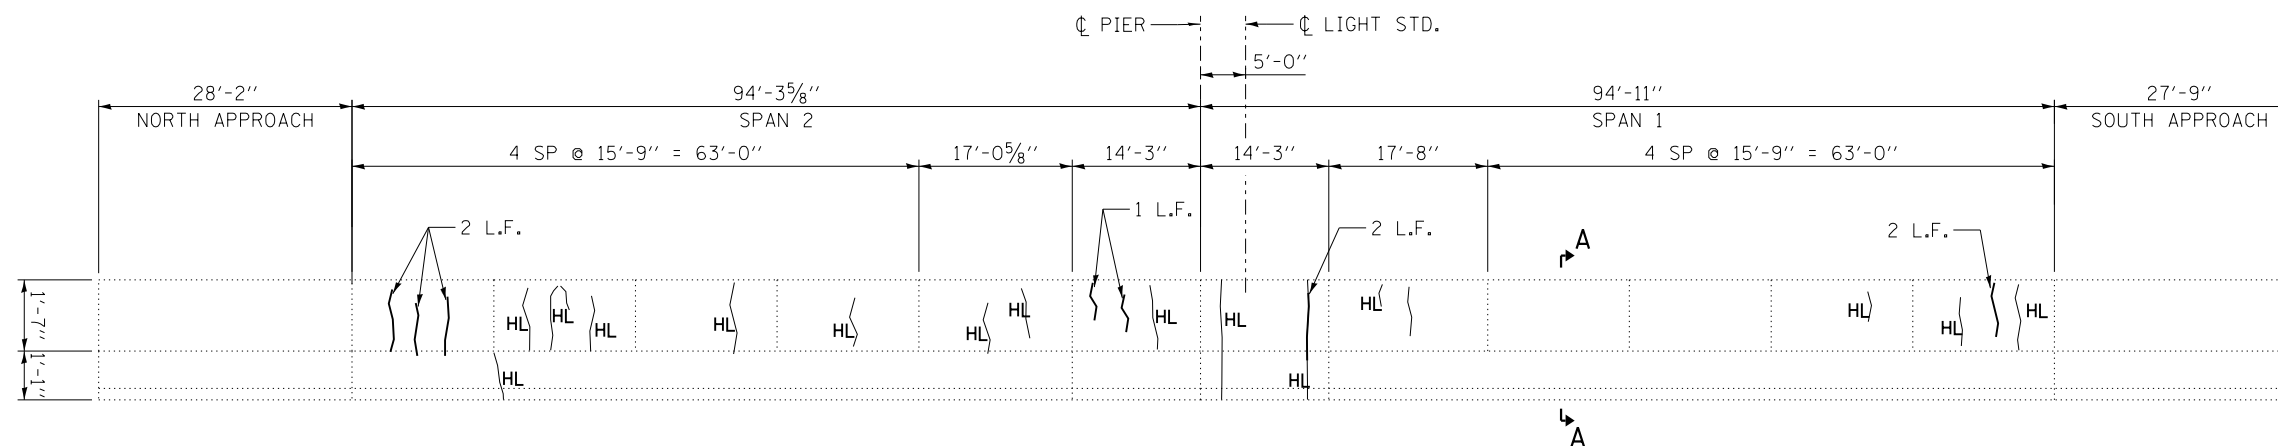 ℄ PIER
℄ LIGHT STD.
5'-0''
28'-2''
94'-3⅝''
94'-11''
27'-9''
NORTH APPROACH
SPAN 2
SPAN 1
SOUTH APPROACH
4 SP @ 15'-9'' = 63'-0''
17'-0⅝''
14'-3''
14'-3''
17'-8''
4 SP @ 15'-9'' = 63'-0''
2 L.F.
1 L.F.
2 L.F.
2 L.F.
A
1'-7''
HL
HL
HL
HL
HL
HL
HL
HL
HL
HL
HL
HL
HL
1'-1''
HL
HL
A